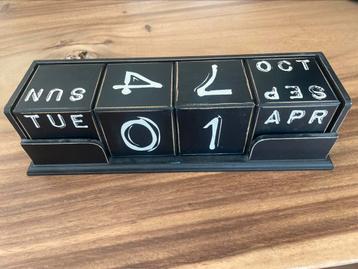 OCT
SUN 4 7 SEP
TUE 0 1 APR